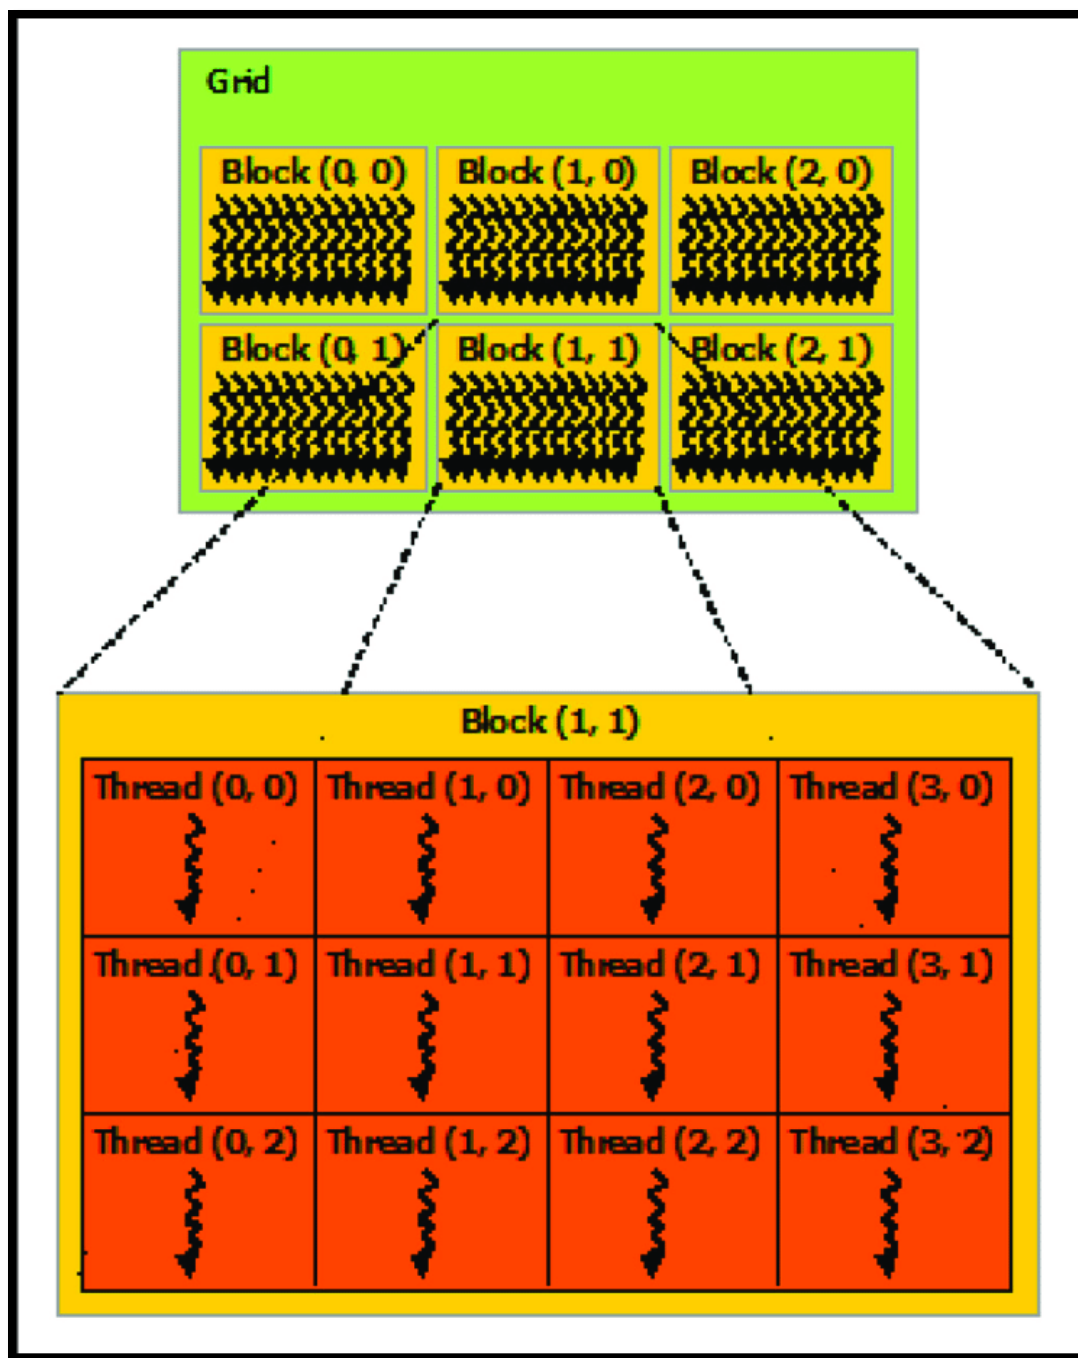 Grid
Block (0, 0) Block (1, 0) Block (2, 0)
Block (0, 1) Block (1, 1) Block (2, 1)
Block (1, 1)
Thread (0, 0) Thread (1, 0) Thread (2, 0) Thread (3, 0)
Thread (0, 1) Thread (1, 1) Thread (2, 1) Thread (3, 1)
Thread (0, 2) Thread (1, 2) Thread (2, 2) Thread (3, 2)